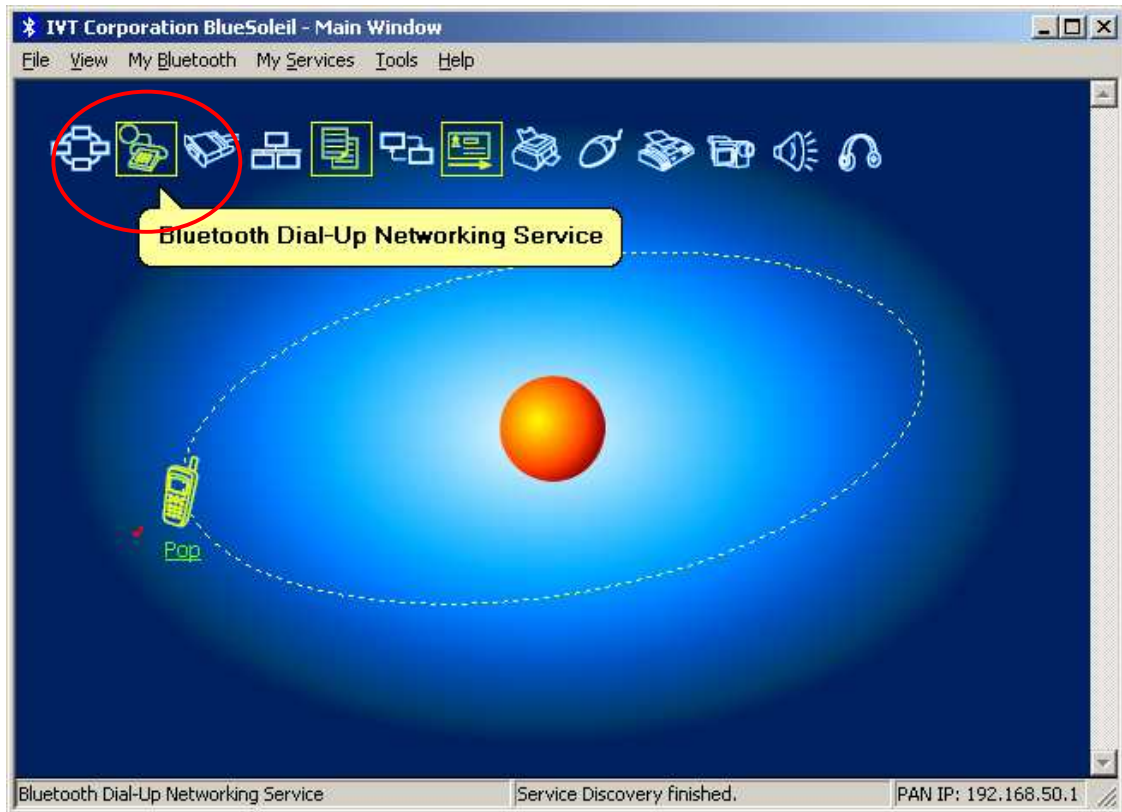 IVT Corporation BlueSoleil - Main Window
File View My Bluetooth My Services Tools Help
Bluetooth Dial-Up Networking Service
Pop
Bluetooth Dial-Up Networking Service Service Discovery finished. PAN IP: 192.168.50.1